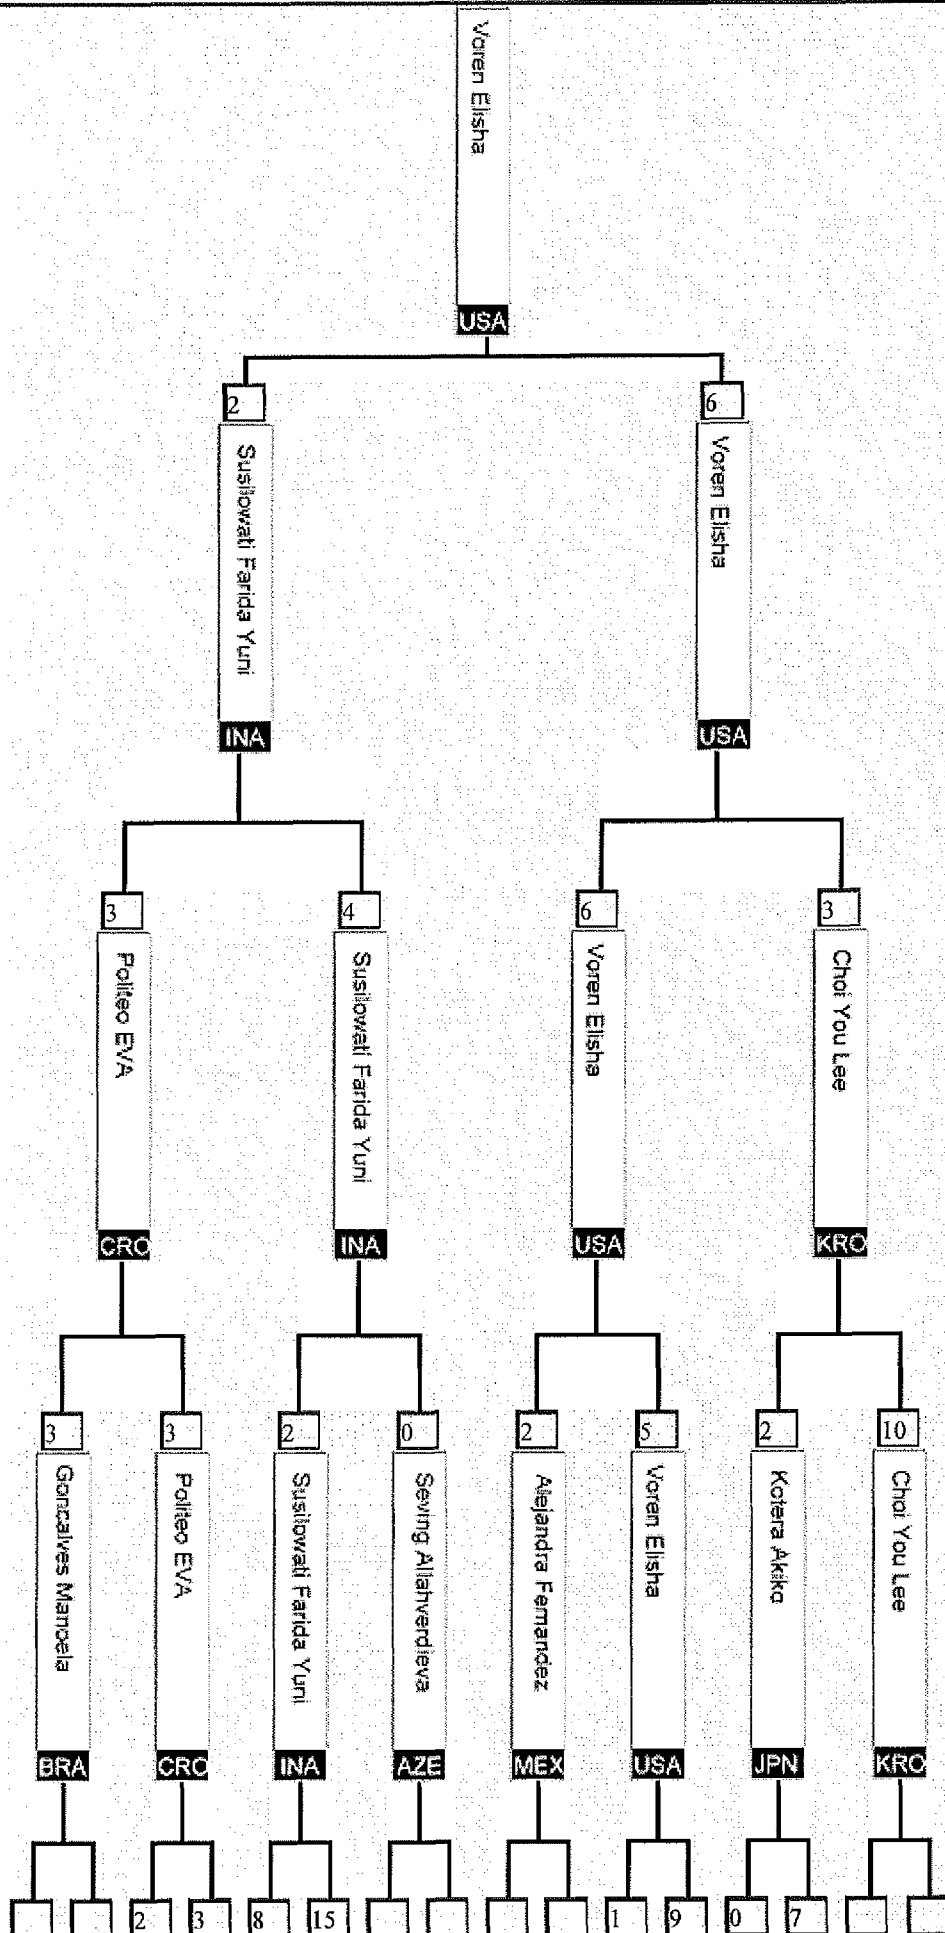 Voren Elisha
USA
2
6
Susilowati Farida Yuni
Voren Elisha
INA
USA
3
4
6
3
Politeo EVA
Susilowati Farida Yuni
Voren Elisha
Choi You Lee
CRO
INA
USA
KRO
3
3
2
0
2
5
2
10
Goncalves Manoela
Politeo EVA
Susilowati Farida Yuni
Seving Allahverdieva
Alejandra Fernandez
Voren Elisha
Kotera Akiko
Choi You Lee
BRA
CRO
INA
AZE
MEX
USA
JPN
KRO
2
3
8
15
1
9
0
7